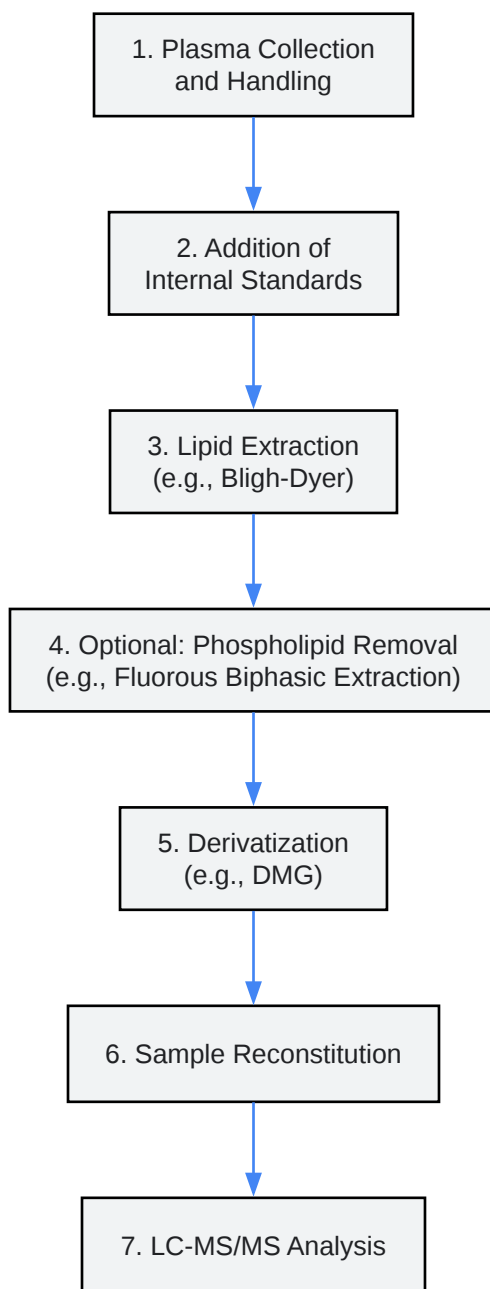 1. Plasma Collection
and Handling
2. Addition of
Internal Standards
3. Lipid Extraction
(e.g., Bligh-Dyer)
4. Optional: Phospholipid Removal
(e.g., Fluorous Biphasic Extraction)
5. Derivatization
(e.g., DMG)
6. Sample Reconstitution
7. LC-MS/MS Analysis